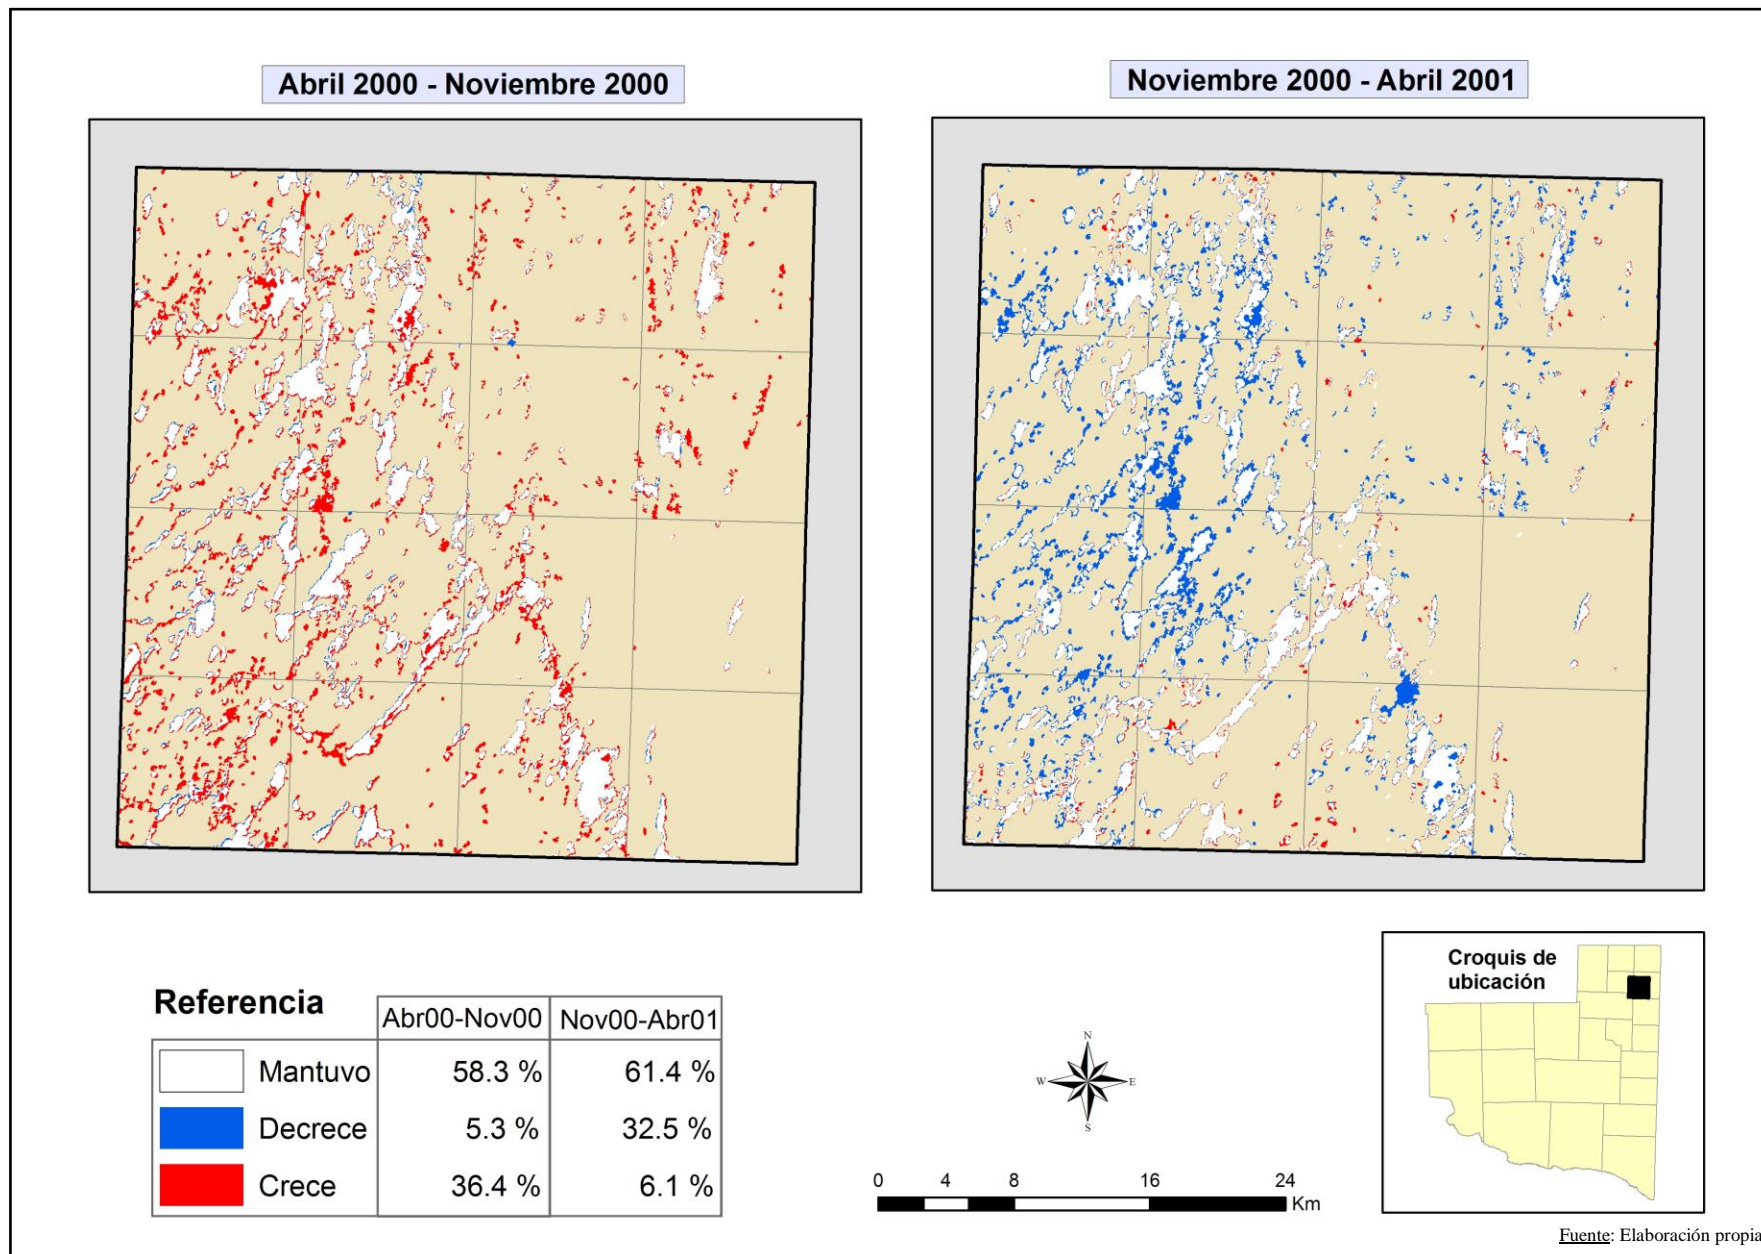 Abril 2000 - Noviembre 2000
Noviembre 2000 - Abril 2001
Referencia
Abr00-Nov00 Nov00-Abr01
Mantuvo 58.3 % 61.4 %
Decrece 5.3 % 32.5 %
Crece 36.4 % 6.1 %
N
W E
S
0 4 8 16 24
Km
Croquis de
ubicación
Fuente: Elaboración propia